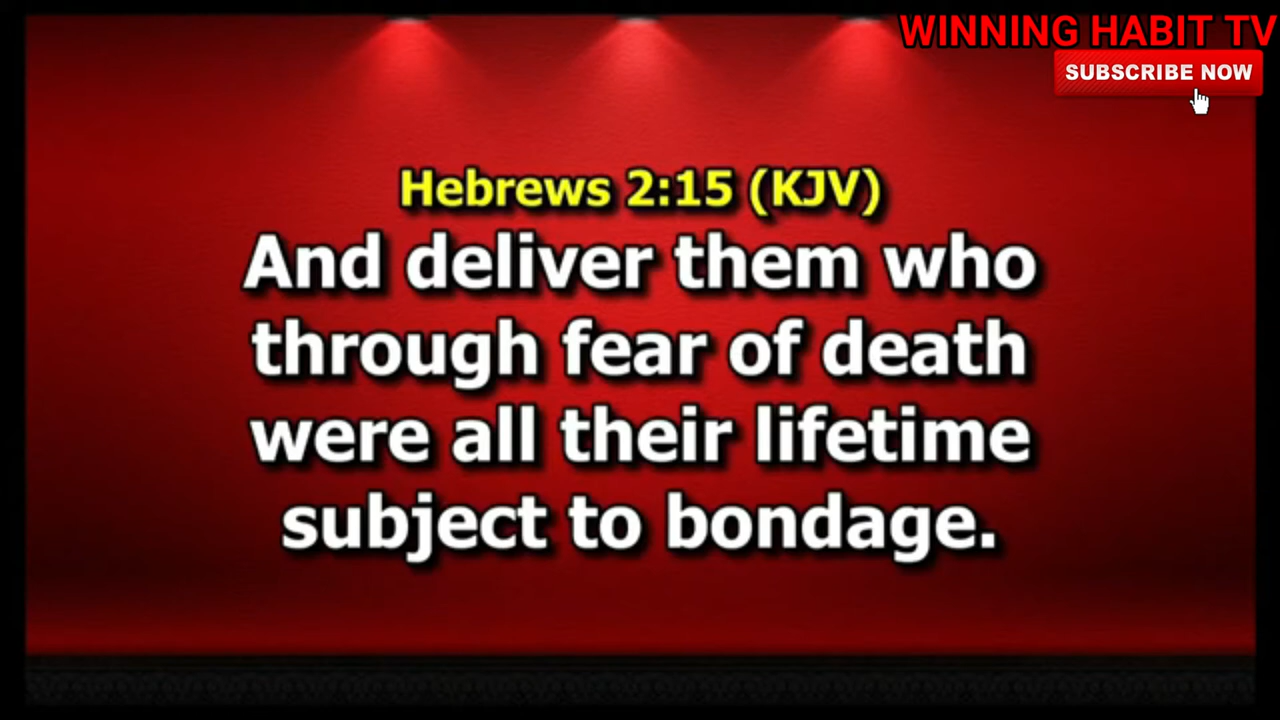 WINNING HABIT TV
SUBSCRIBE NOW
Hebrews 2:15 (KJV)
And deliver them who
through fear of death
were all their lifetime
subject to bondage.